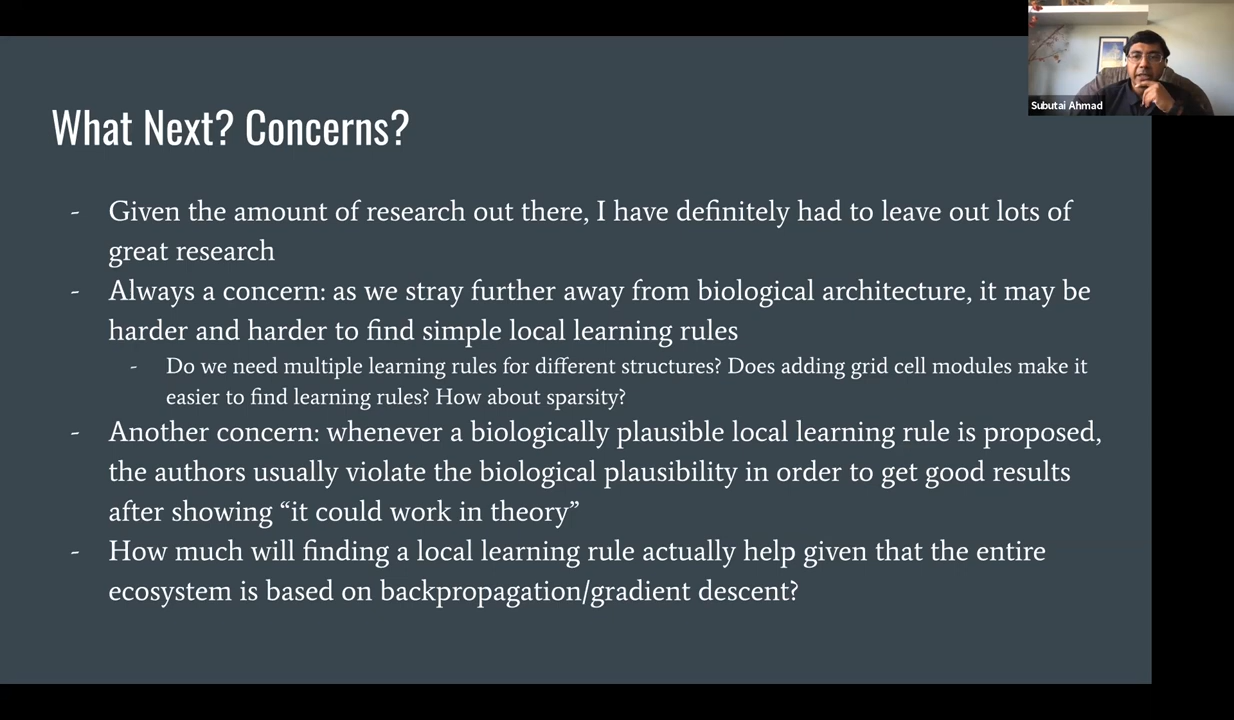 Subutai Ahmad
What Next? Concerns?
- Given the amount of research out there, I have definitely had to leave out lots of
great research
- Always a concern: as we stray further away from biological architecture, it may be
harder and harder to find simple local learning rules
- Do we need multiple learning rules for different structures? Does adding grid cell modules make it
easier to find learning rules? How about sparsity?
- Another concern: whenever a biologically plausible local learning rule is proposed,
the authors usually violate the biological plausibility in order to get good results
after showing “it could work in theory”
- How much will finding a local learning rule actually help given that the entire
ecosystem is based on backpropagation/gradient descent?